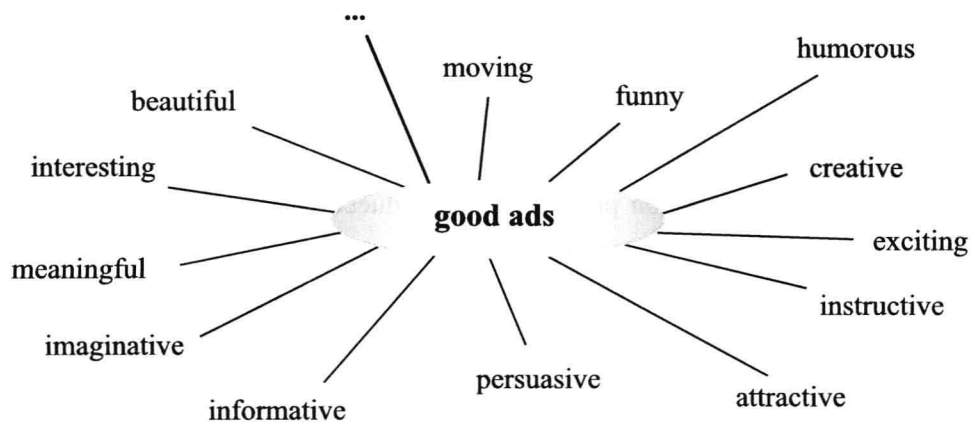 ...
humorous
moving
funny
beautiful
interesting
creative
good ads
exciting
meaningful
instructive
imaginative
persuasive
attractive
informative